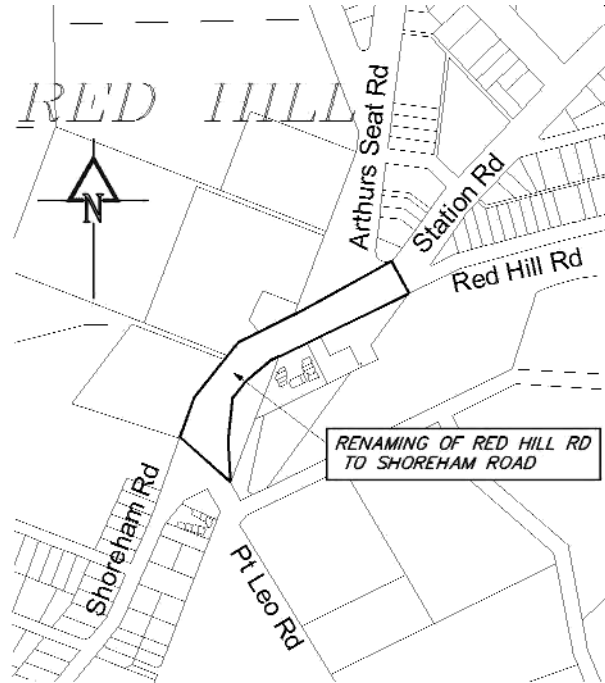 RED HILL
Arthurs Seat Rd
Station Rd
N
Red Hill Rd
RENAMING OF RED HILL RD
TO SHOREHAM ROAD
Shoreham Rd
Pt Leo Rd